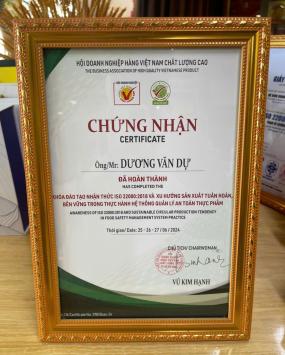 HỘI DOANH NGHIỆP HÀNG VIỆT NAM CHẤT LƯỢNG CAO
THE BUSINESS ASSOCIATION OF HIGH QUALITY VIETNAMESE PRODUCT
CHỨNG NHẬN
CERTIFICATE
Ông/Mr: DƯƠNG VĂN DỰ
ĐÃ HOÀN THÀNH
HAS COMPLETED THE
KHÓA ĐÀO TẠO NHẬN THỨC ISO 22000:2018 VÀ XU HƯỚNG SẢN XUẤT TUẦN HOÀN,
BỀN VỮNG TRONG THỰC HÀNH HỆ THỐNG QUẢN LÝ AN TOÀN THỰC PHẨM
AWARENESS OF ISO 22000:2018 AND SUSTAINABLE CIRCULAR PRODUCTION TENDENCY
IN FOOD SAFETY MANAGEMENT SYSTEM PRACTICS
Thời gian/ Date: 25 - 26 - 27/06/2024
CHỦ TỊCH/ CHAIRWOMAN
VŨ KIM HẠNH